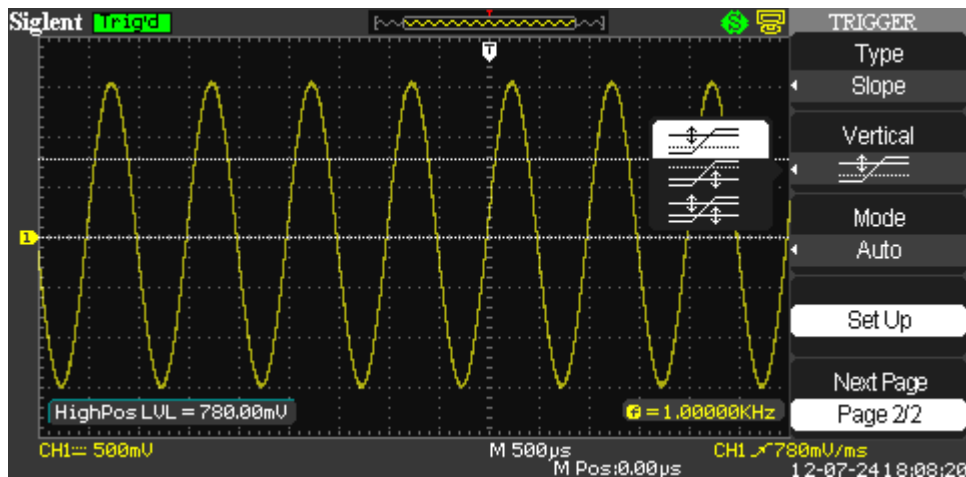 Siglent Trig'd TRIGGER
T
Type
Slope
Vertical
Mode
Auto
Set Up
Next Page
Page 2/2
1
HighPos LVL = 780.00mV
f = 1.00000KHz
CH1 500mV M 500µs CH1 780mV/ms
M Pos:0.00µs 12-07-24 18:08:20